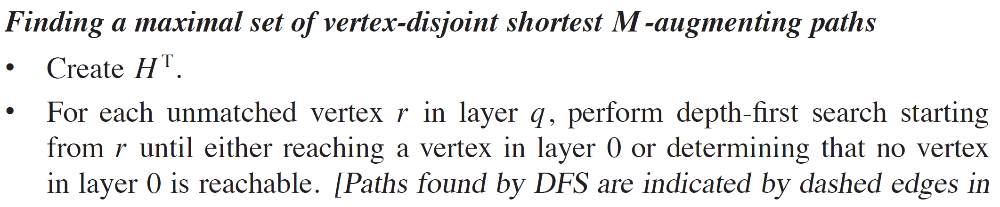 Finding a maximal set of vertex-disjoint shortest M-augmenting paths
• Create Hᵀ.
• For each unmatched vertex r in layer q, perform depth-first search starting
from r until either reaching a vertex in layer 0 or determining that no vertex
in layer 0 is reachable. [Paths found by DFS are indicated by dashed edges in